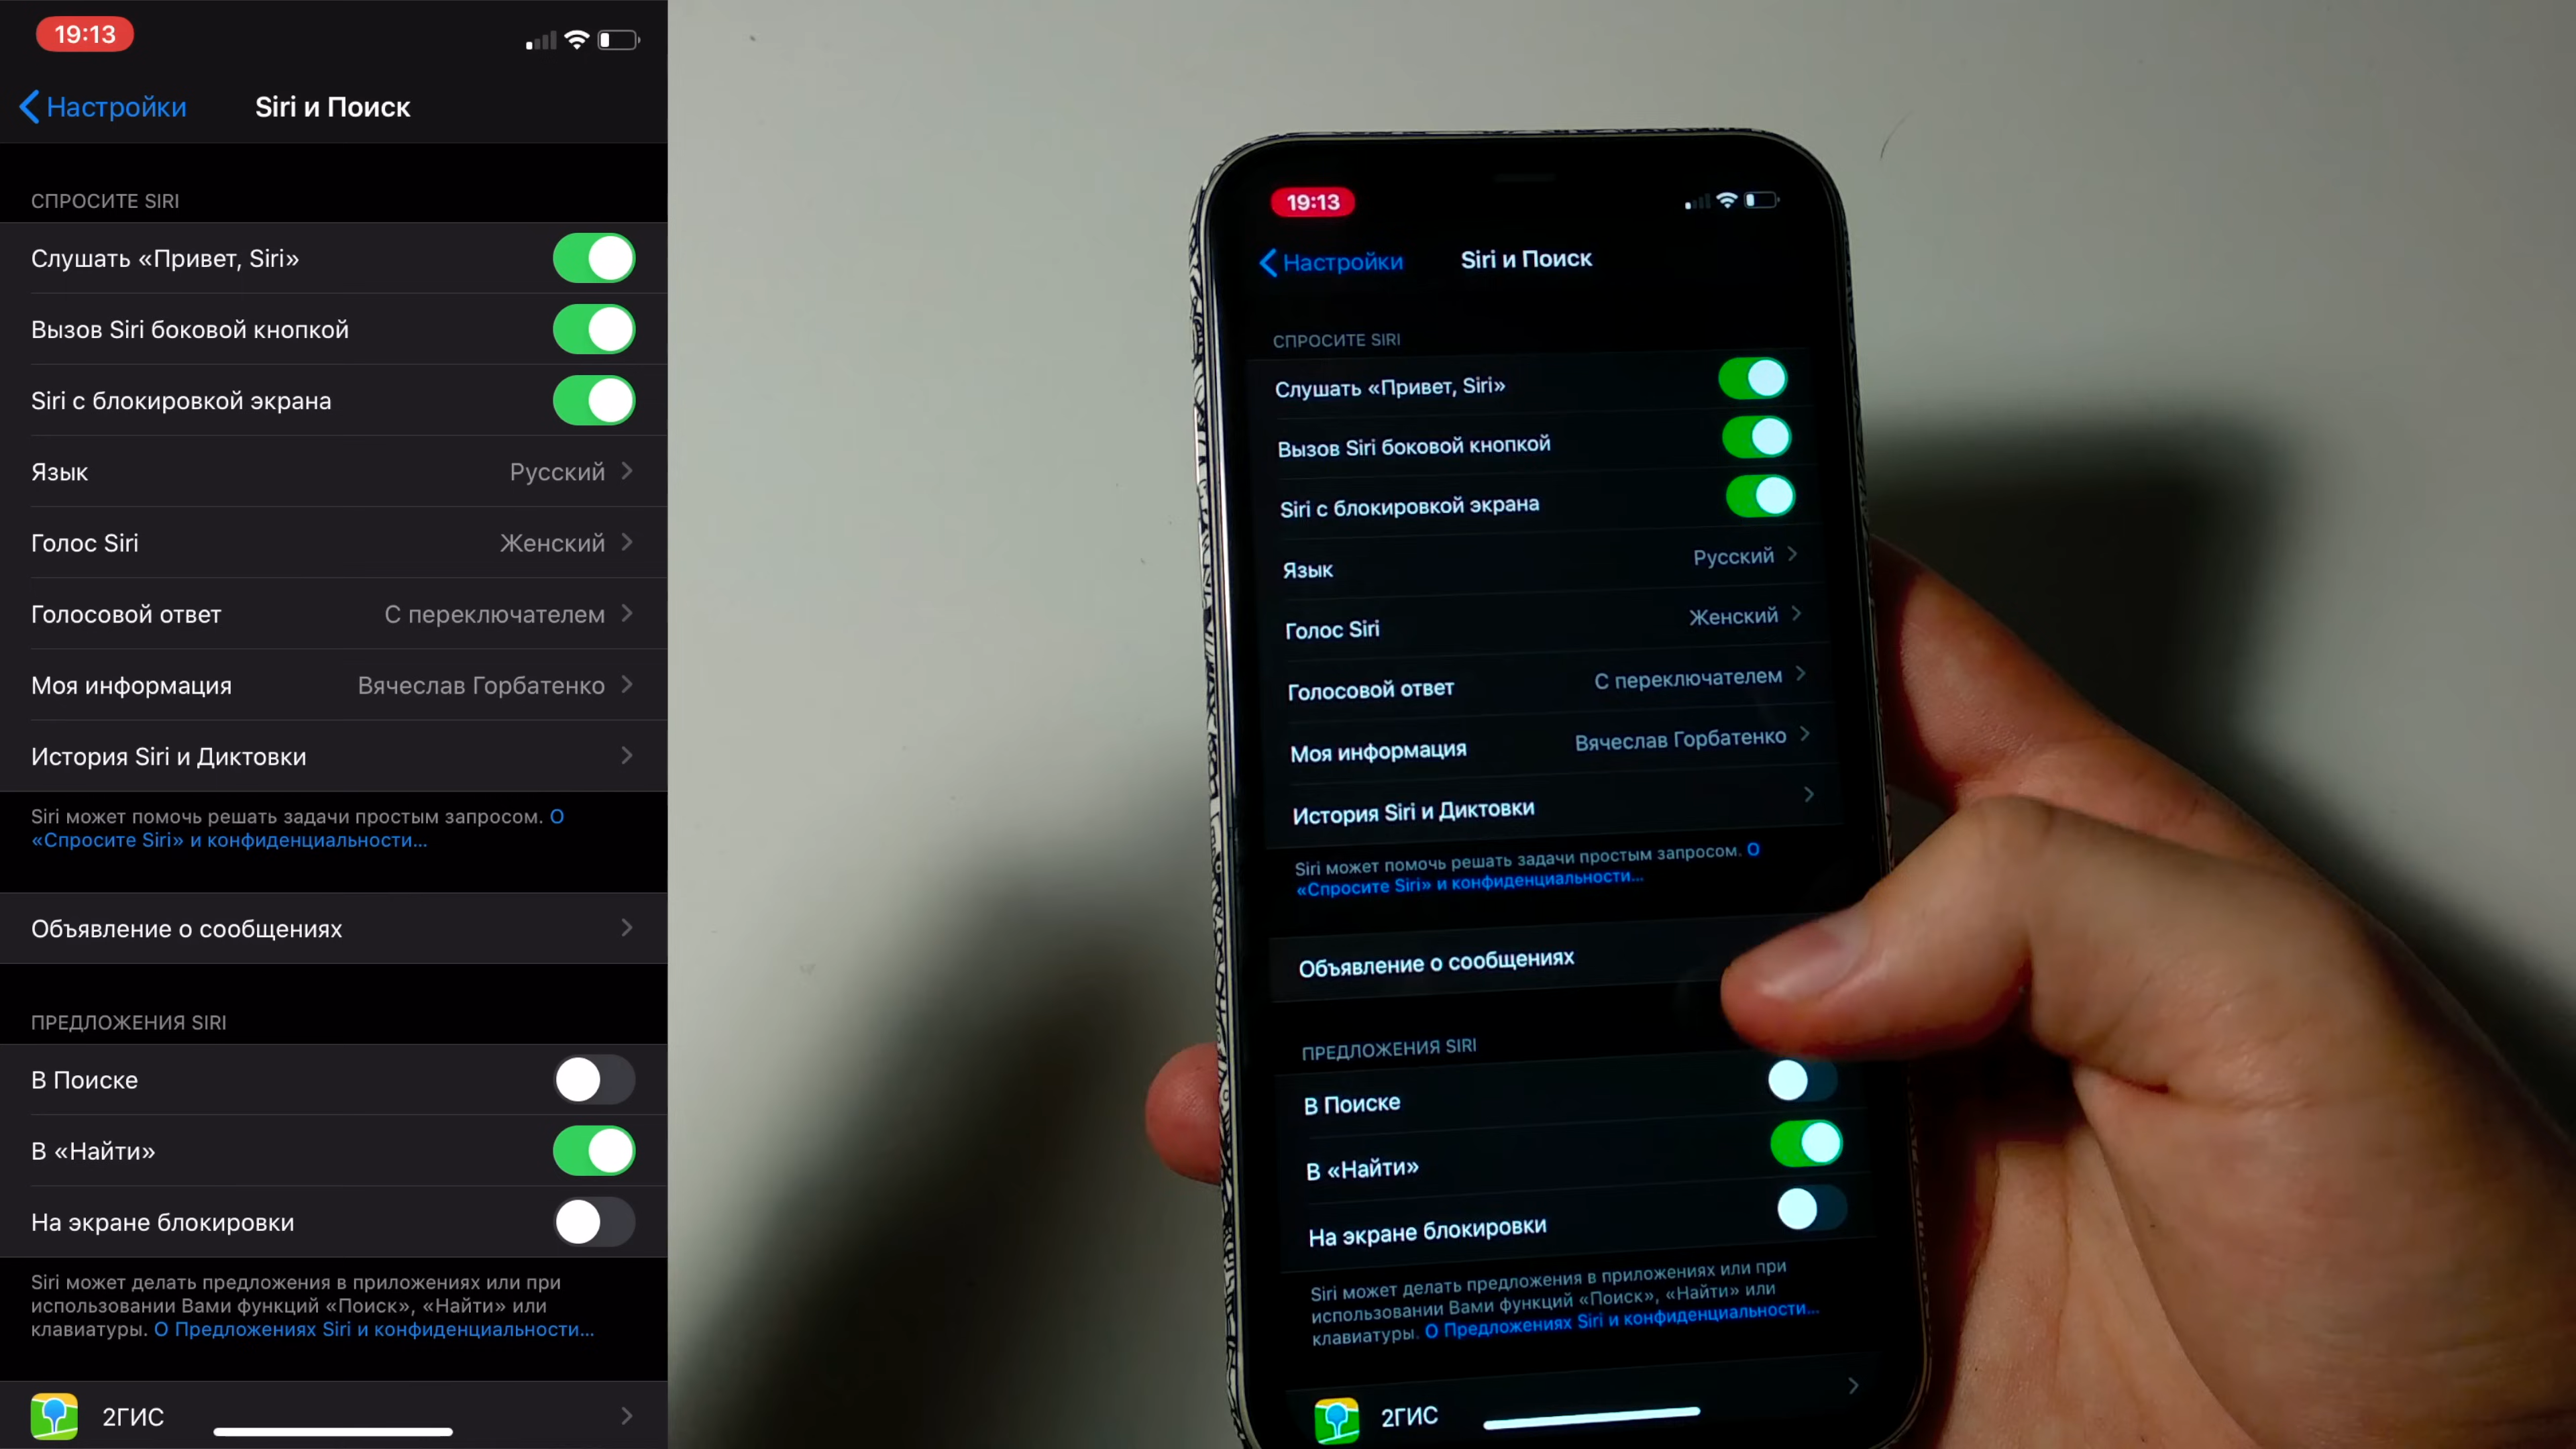 19:13
Настройки
Siri и Поиск
СПРОСИТЕ SIRI
Слушать «Привет, Siri»
Вызов Siri боковой кнопкой
Siri с блокировкой экрана
Язык Русский
Голос Siri Женский
Голосовой ответ С переключателем
Моя информация Вячеслав Горбатенко
История Siri и Диктовки
Siri может помочь решать задачи простым запросом. О
«Спросите Siri» и конфиденциальности...
Объявление о сообщениях
ПРЕДЛОЖЕНИЯ SIRI
В Поиске
В «Найти»
На экране блокировки
Siri может делать предложения в приложениях или при
использовании Вами функций «Поиск», «Найти» или
клавиатуры. О Предложениях Siri и конфиденциальности...
2ГИС
19:13
Настройки
Siri и Поиск
СПРОСИТЕ SIRI
Слушать «Привет, Siri»
Вызов Siri боковой кнопкой
Siri с блокировкой экрана
Язык Русский
Голос Siri Женский
Голосовой ответ С переключателем
Моя информация Вячеслав Горбатенко
История Siri и Диктовки
Siri может помочь решать задачи простым запросом. О
«Спросите Siri» и конфиденциальности...
Объявление о сообщениях
ПРЕДЛОЖЕНИЯ SIRI
В Поиске
В «Найти»
На экране блокировки
Siri может делать предложения в приложениях или при
использовании Вами функций «Поиск», «Найти» или
клавиатуры. О Предложениях Siri и конфиденциальности...
2ГИС